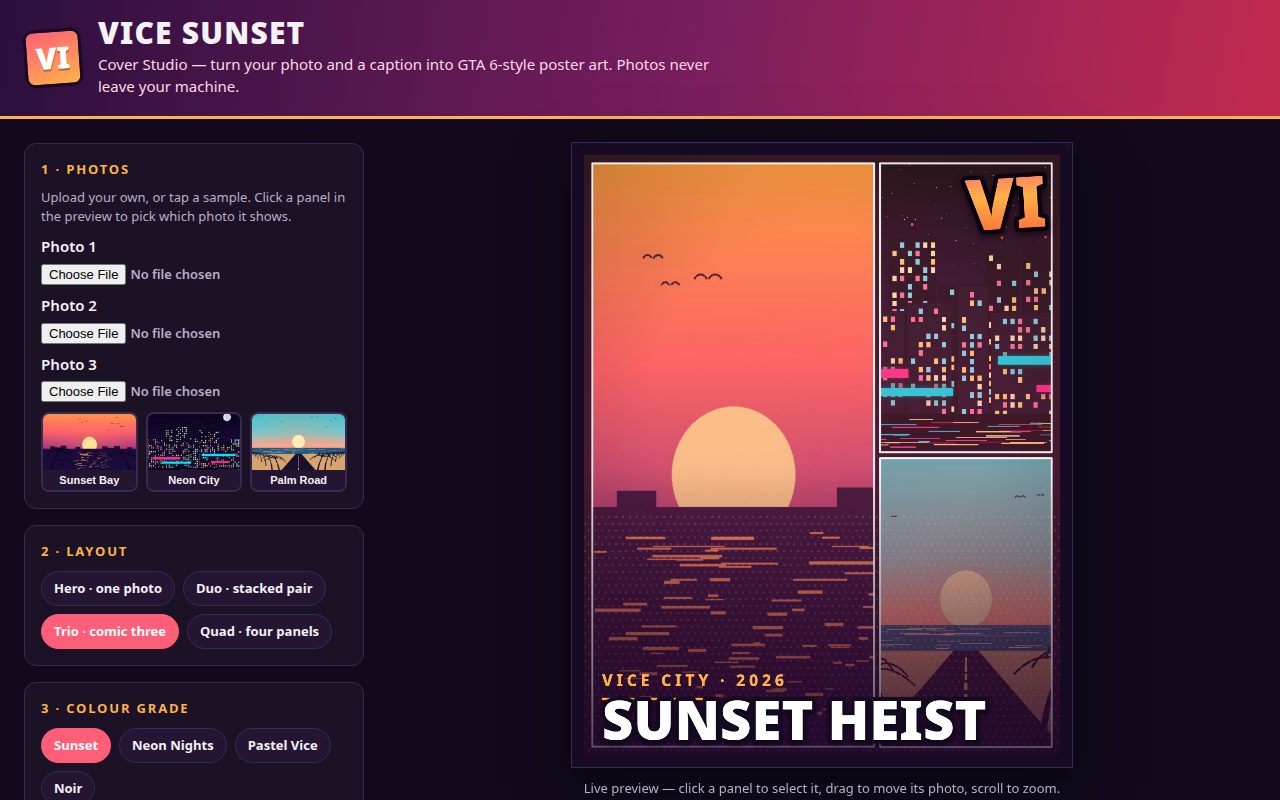 VI
VICE SUNSET
Cover Studio — turn your photo and a caption into GTA 6-style poster art. Photos never
leave your machine.
1 · PHOTOS
Upload your own, or tap a sample. Click a panel in
the preview to pick which photo it shows.
Photo 1
Choose File No file chosen
Photo 2
Choose File No file chosen
Photo 3
Choose File No file chosen
Sunset Bay Neon City Palm Road
2 · LAYOUT
Hero · one photo Duo · stacked pair
Trio · comic three Quad · four panels
3 · COLOUR GRADE
Sunset Neon Nights Pastel Vice
Noir
VI
VICE CITY · 2026
SUNSET HEIST
Live preview — click a panel to select it, drag to move its photo, scroll to zoom.